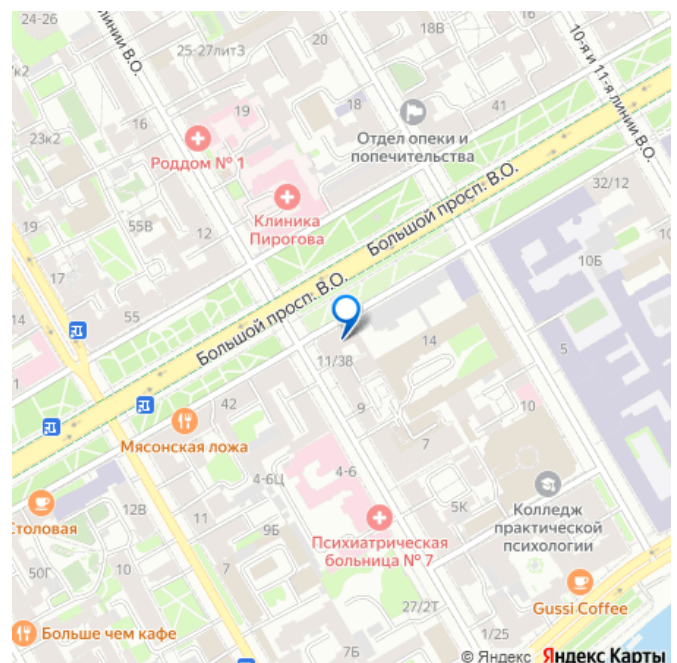 24-26
линии В.О.
25-27литЗ
20
18В
/к2
10-я и 11-я линии В.О.
19
18
41
16
23к2
Отдел опеки и
попечительства
Роддом № 1
32/12
Клиника
Пирогова
19
55В
12
Большой просп. В.О.
10Б
10
17
55
14
Большой просп. В.О.
14
5
11/38
1
42
9
10
Мясонская ложа
7
4-6Ц
4-6
Столовая
12В
11
5К
Колледж
практической
психологии
9Б
Психиатрическая
больница № 7
50Г
7
Gussi Coffee
27/2Т
Больше чем кафе
7Б
1/25
© Яндекс Яндекс Карты